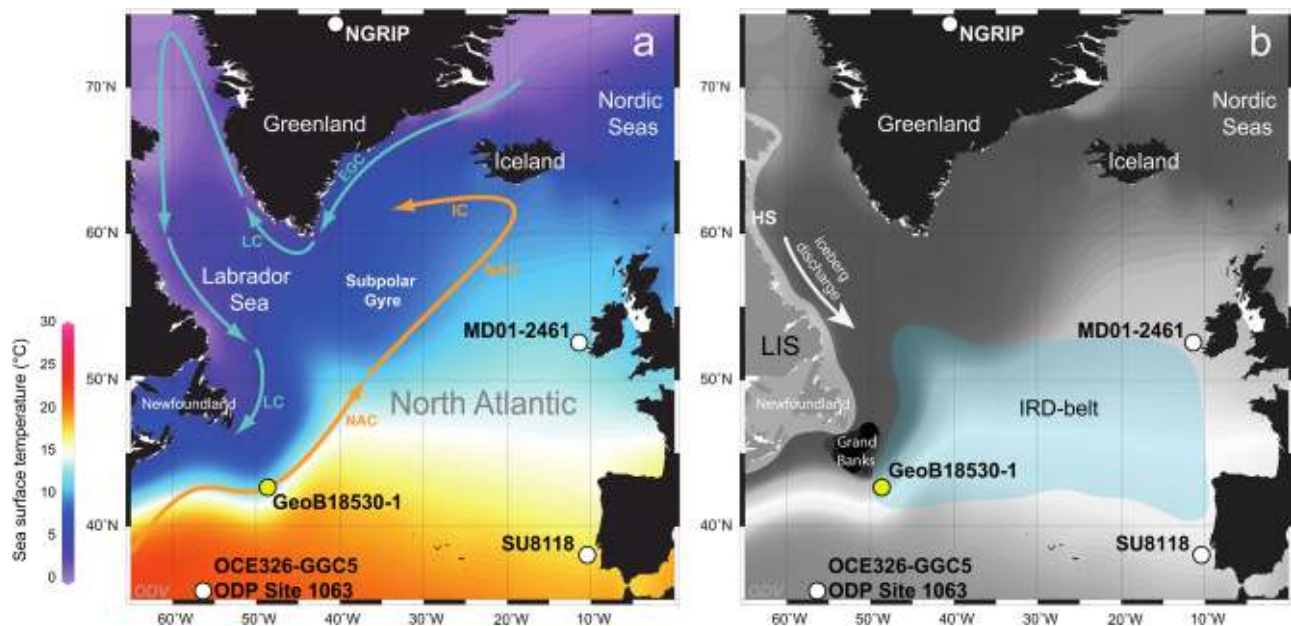 NGRIP
a
70°N
Nordic
Seas
Greenland
Iceland
EGC
IC
60°N
LC
NAC
Labrador
Sea
Subpolar
Gyre
MD01-2461
50°N
Newfoundland
LC
North Atlantic
NAC
GeoB18530-1
40°N
SU8118
OCE326-GGC5
ODP Site 1063
ODV
60°W
50°W
40°W
30°W
20°W
10°W
Sea surface temperature (°C)
30
25
20
15
10
5
0
NGRIP
b
70°N
Nordic
Seas
Greenland
Iceland
HS
60°N
iceberg
discharge
MD01-2461
LIS
50°N
Newfoundland
IRD-belt
Grand
Banks
GeoB18530-1
40°N
SU8118
OCE326-GGC5
ODP Site 1063
ODV
60°W
50°W
40°W
30°W
20°W
10°W